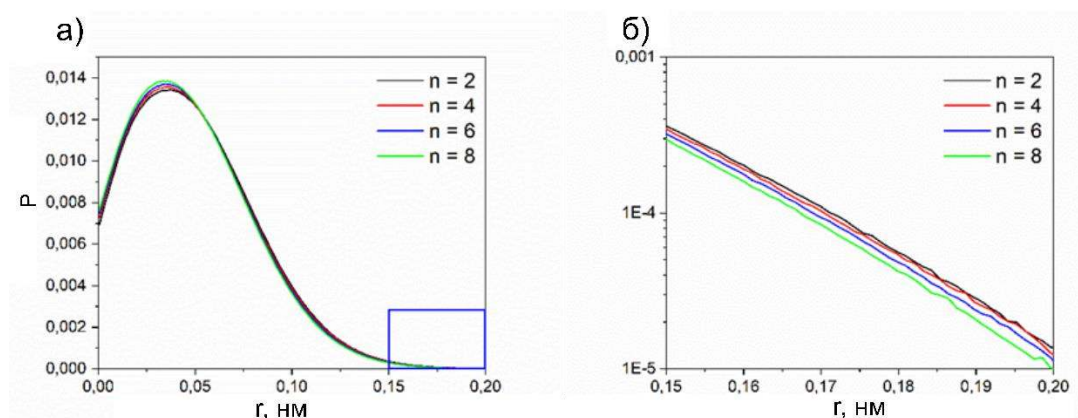 а)
0,014
0,012
0,010
0,008
0,006
0,004
0,002
0,000
P
0,00
0,05
0,10
0,15
0,20
r, нм
n = 2
n = 4
n = 6
n = 8
б)
0,001
1E-4
1E-5
0,15
0,16
0,17
0,18
0,19
0,20
r, нм
n = 2
n = 4
n = 6
n = 8